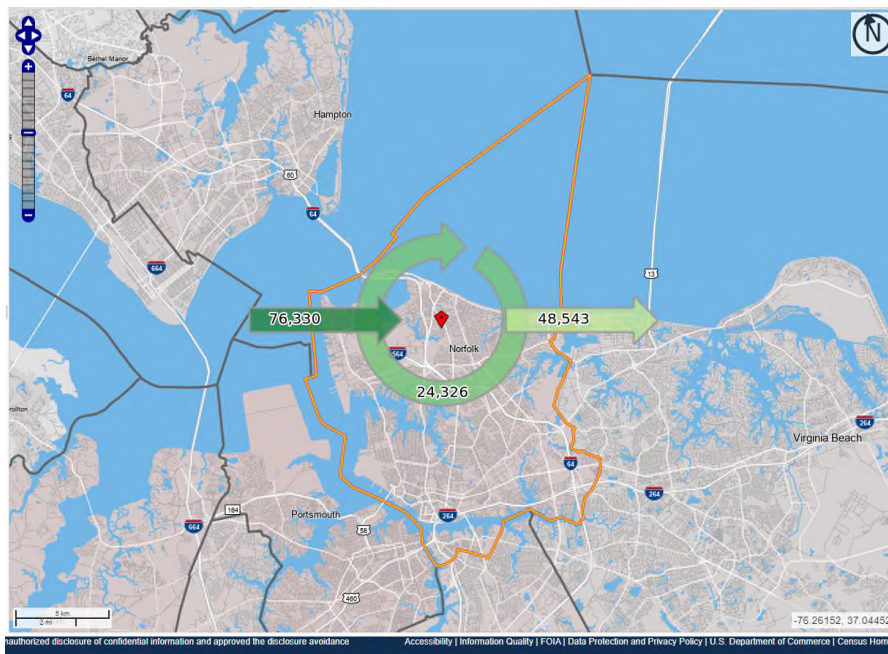 N
Bethel Manor
64
Hampton
60
64
664
13
76,330
48,543
564
Norfolk
24,326
264
Virginia Beach
64
264
164
Portsmouth
264
58
664
460
5 km
2 mi
-76.26152, 37.04452
nauthorized disclosure of confidential information and approved the disclosure avoidance
Accessibility | Information Quality | FOIA | Data Protection and Privacy Policy | U.S. Department of Commerce | Census Hom